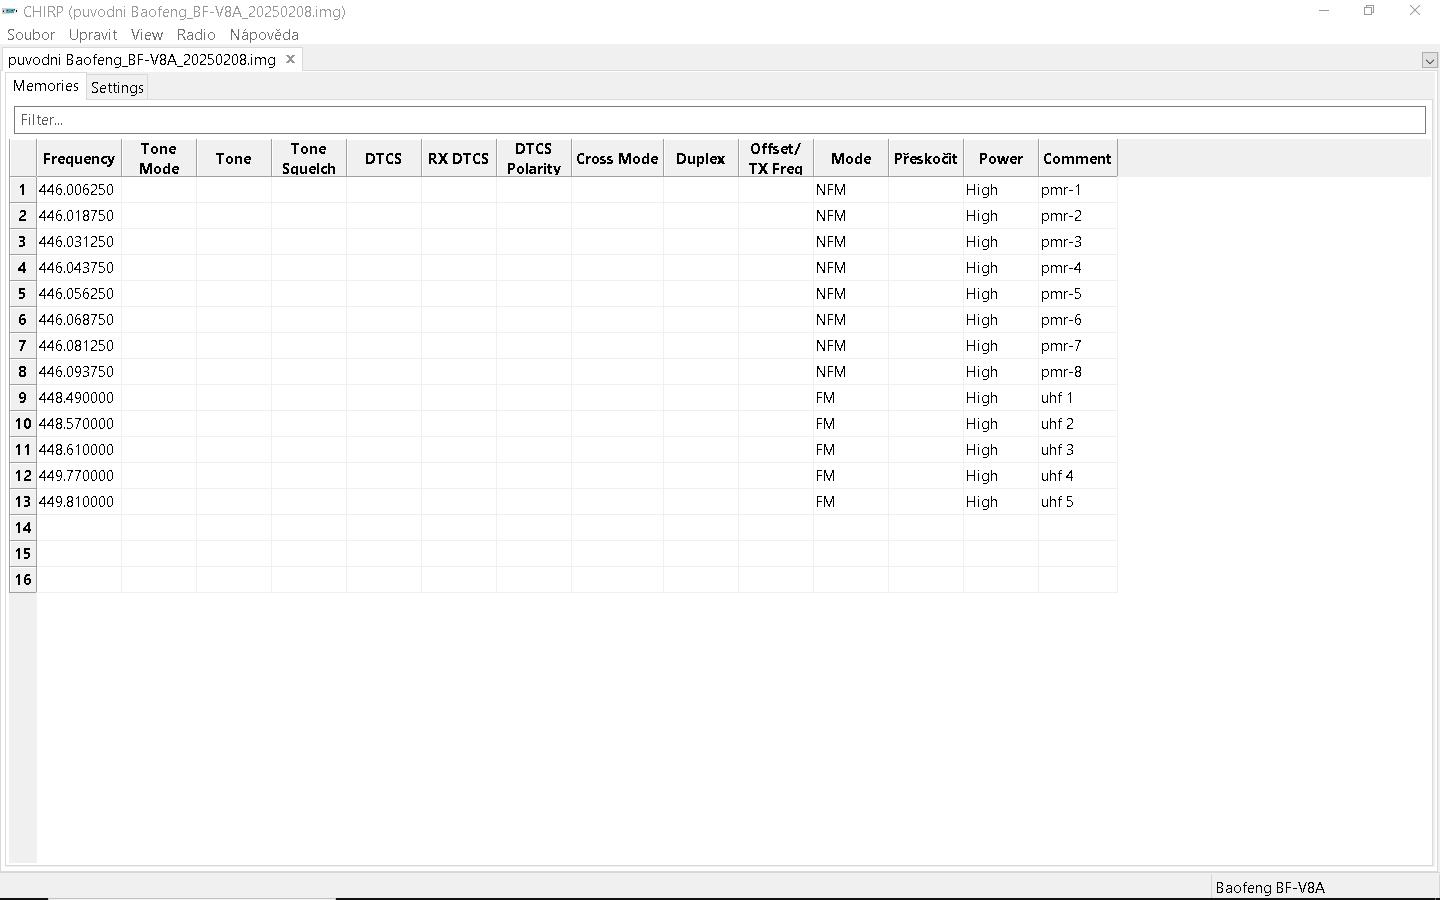 CHIRP (puvodni Baofeng_BF-V8A_20250208.img)
Soubor Upravit View Radio Nápověda
puvodni Baofeng_BF-V8A_20250208.img
Memories Settings
Filter...
Frequency Tone Mode Tone Tone Squelch DTCS RX DTCS DTCS Polarity Cross Mode Duplex Offset/ TX Freq Mode Přeskočit Power Comment
1 446.006250 NFM High pmr-1
2 446.018750 NFM High pmr-2
3 446.031250 NFM High pmr-3
4 446.043750 NFM High pmr-4
5 446.056250 NFM High pmr-5
6 446.068750 NFM High pmr-6
7 446.081250 NFM High pmr-7
8 446.093750 NFM High pmr-8
9 448.490000 FM High uhf 1
10 448.570000 FM High uhf 2
11 448.610000 FM High uhf 3
12 449.770000 FM High uhf 4
13 449.810000 FM High uhf 5
14
15
16
Baofeng BF-V8A